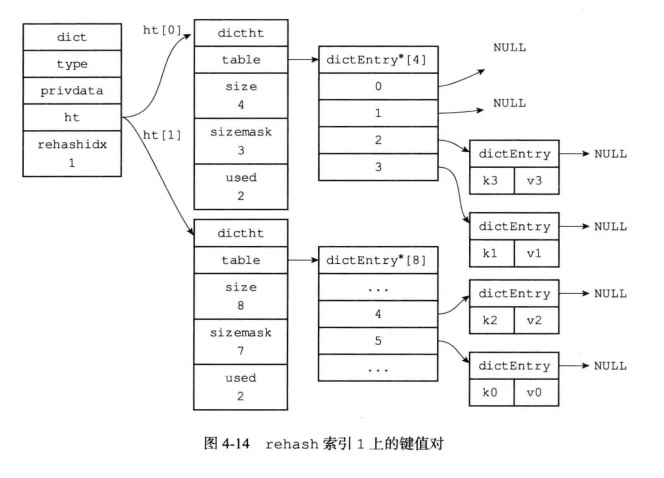 dict
type
privdata
ht
rehashidx
1
ht[0]
ht[1]
dictht
table
size
4
sizemask
3
used
2
dictht
table
size
8
sizemask
7
used
2
dictEntry*[4]
0
1
2
3
NULL
NULL
dictEntry
NULL
k3 v3
dictEntry
NULL
k1 v1
dictEntry*[8]
...
4
5
...
dictEntry
NULL
k2 v2
dictEntry
NULL
k0 v0
图 4-14 rehash 索引 1 上的键值对